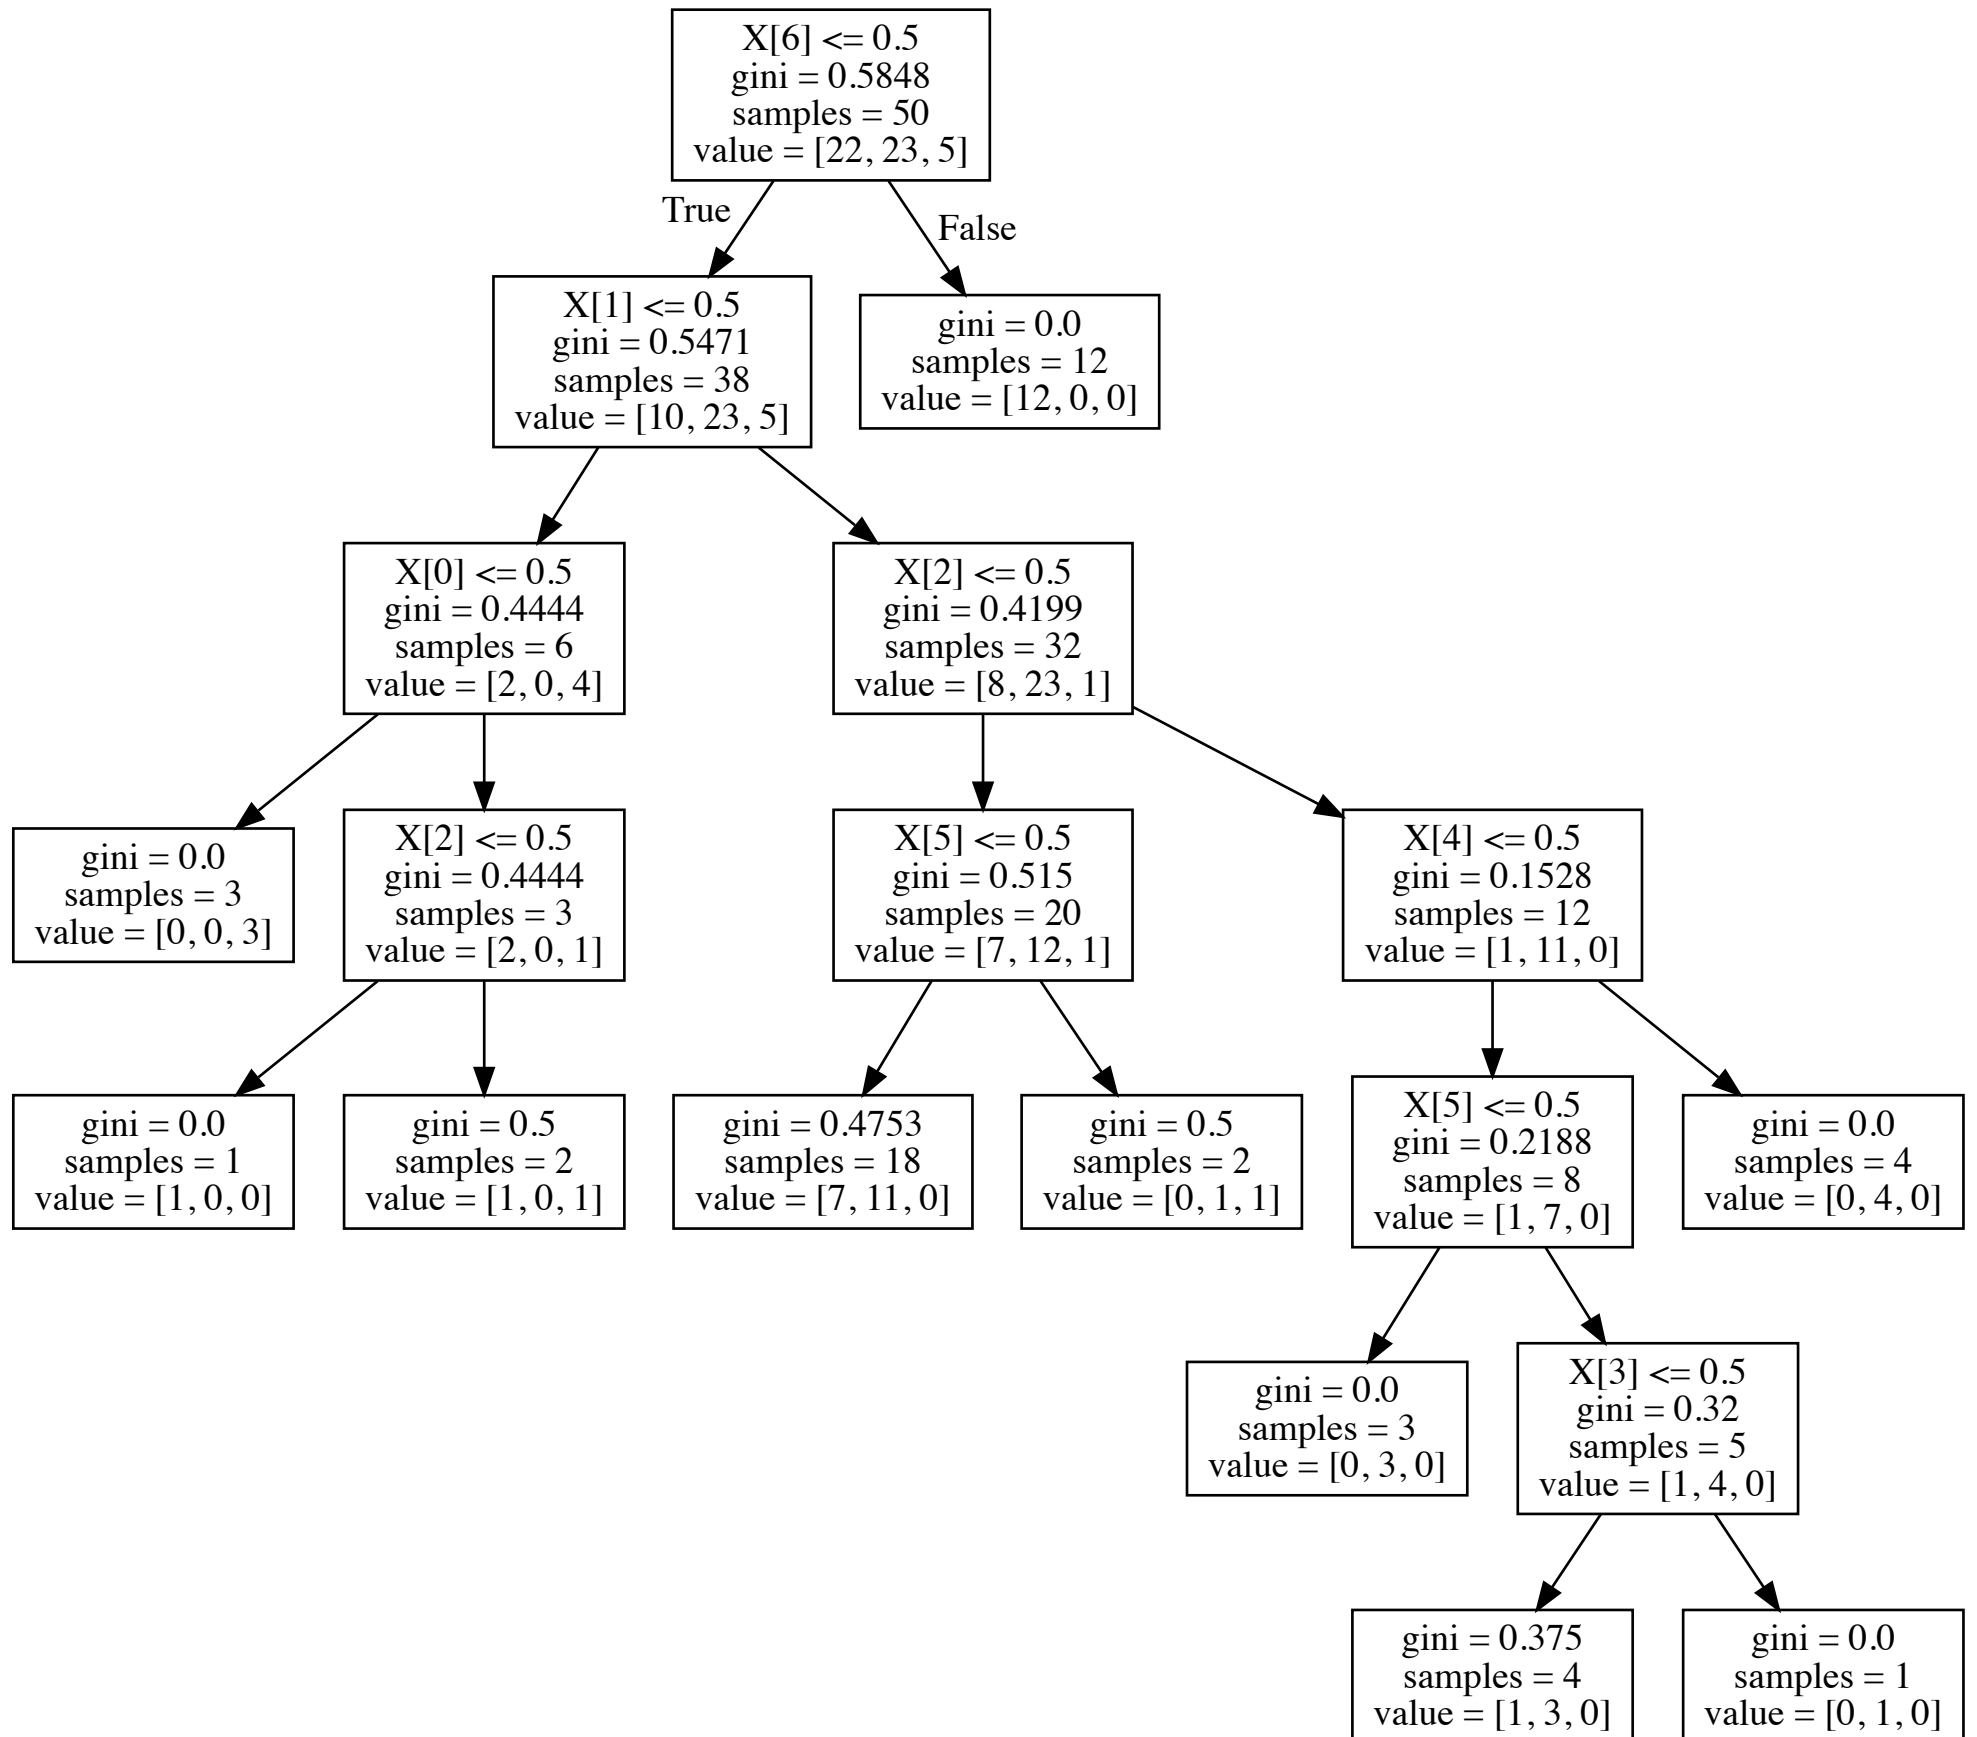 X[6] <= 0.5
gini = 0.5848
samples = 50
value = [22, 23, 5]
True
False
X[1] <= 0.5
gini = 0.5471
samples = 38
value = [10, 23, 5]
gini = 0.0
samples = 12
value = [12, 0, 0]
X[0] <= 0.5
gini = 0.4444
samples = 6
value = [2, 0, 4]
X[2] <= 0.5
gini = 0.4199
samples = 32
value = [8, 23, 1]
gini = 0.0
samples = 3
value = [0, 0, 3]
X[2] <= 0.5
gini = 0.4444
samples = 3
value = [2, 0, 1]
X[5] <= 0.5
gini = 0.515
samples = 20
value = [7, 12, 1]
X[4] <= 0.5
gini = 0.1528
samples = 12
value = [1, 11, 0]
gini = 0.0
samples = 1
value = [1, 0, 0]
gini = 0.5
samples = 2
value = [1, 0, 1]
gini = 0.4753
samples = 18
value = [7, 11, 0]
gini = 0.5
samples = 2
value = [0, 1, 1]
X[5] <= 0.5
gini = 0.2188
samples = 8
value = [1, 7, 0]
gini = 0.0
samples = 4
value = [0, 4, 0]
gini = 0.0
samples = 3
value = [0, 3, 0]
X[3] <= 0.5
gini = 0.32
samples = 5
value = [1, 4, 0]
gini = 0.375
samples = 4
value = [1, 3, 0]
gini = 0.0
samples = 1
value = [0, 1, 0]